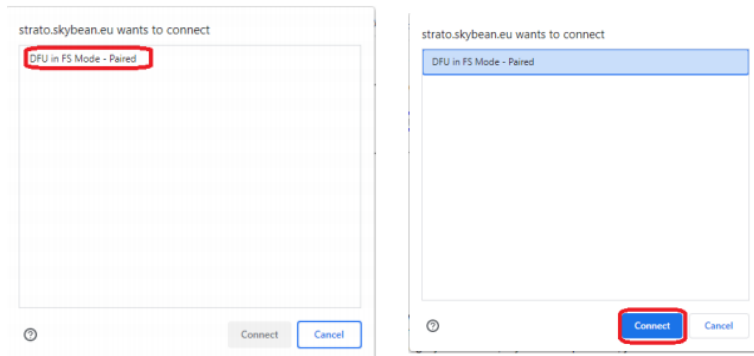 strato.skybean.eu wants to connect
DFU in FS Mode - Paired
Connect
Cancel
strato.skybean.eu wants to connect
DFU in FS Mode - Paired
Connect
Cancel